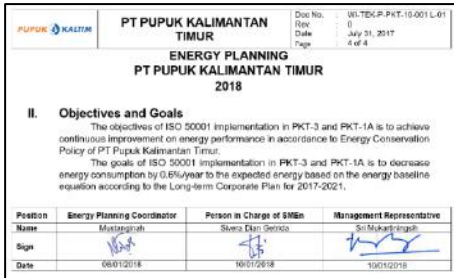 PUPUK KALTIM
PT PUPUK KALIMANTAN
TIMUR
Doc No. : WI-TEK-P-PKT-10-001 L-01
Rev : 0
Date : July 31, 2017
Page : 4 of 4
ENERGY PLANNING
PT PUPUK KALIMANTAN TIMUR
2018
II. Objectives and Goals
The objectives of ISO 50001 implementation in PKT-3 and PKT-1A is to achieve
continuous improvement on energy performance in accordance to Energy Conservation
Policy of PT Pupuk Kalimantan Timur.
The goals of ISO 50001 implementation in PKT-3 and PKT-1A is to decrease
energy consumption by 0.6%/year to the expected energy based on the energy baseline
equation according to the Long-term Corporate Plan for 2017-2021.
Position Energy Planning Coordinator Person in Charge of SMEn Management Representative
Name Mustanginah Sivera Dian Getrida Sri Mukartiningsih
Sign
Date 08/01/2018 10/01/2018 10/01/2018